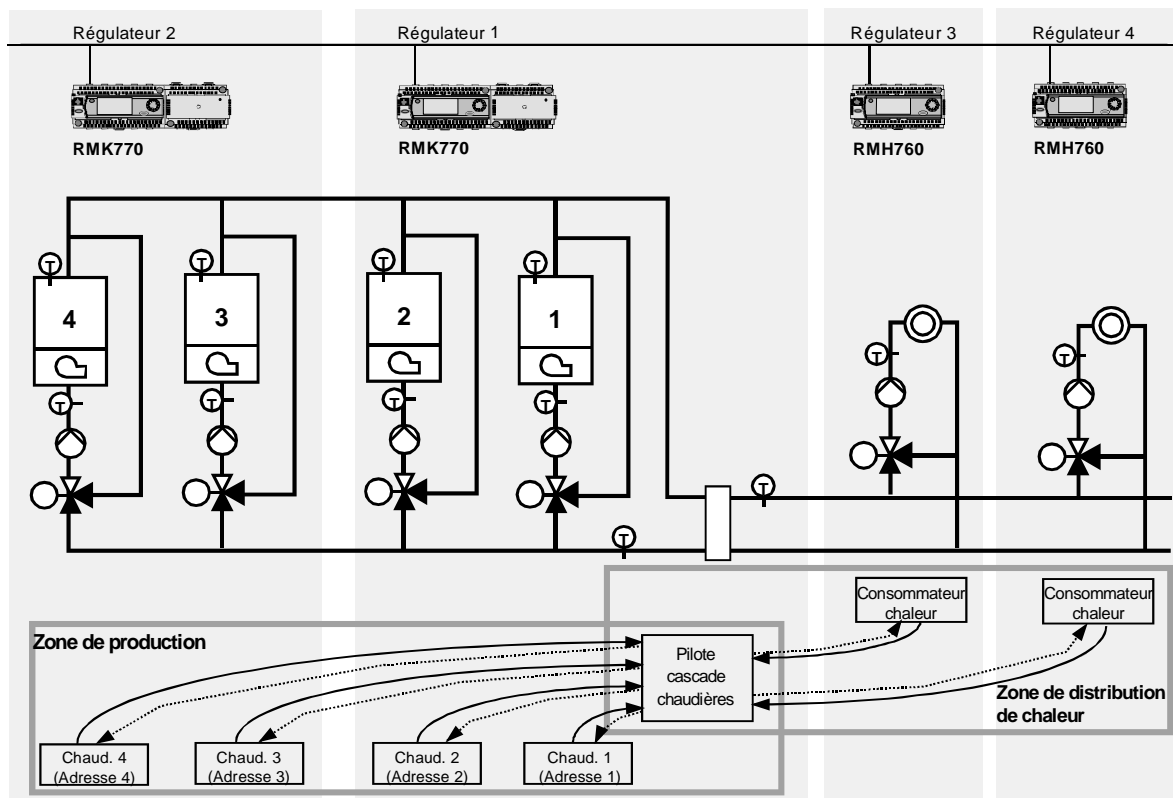 Régulateur 2
Régulateur 1
Régulateur 3
Régulateur 4
RMK770
RMK770
RMH760
RMH760
T
T
T
T
4
3
2
1
T
T
T
T
T
T
T
T
Consommateur
chaleur
Consommateur
chaleur
Zone de production
Pilote
cascade
chaudières
Zone de distribution
de chaleur
Chaud. 4
(Adresse 4)
Chaud. 3
(Adresse 3)
Chaud. 2
(Adresse 2)
Chaud. 1
(Adresse 1)